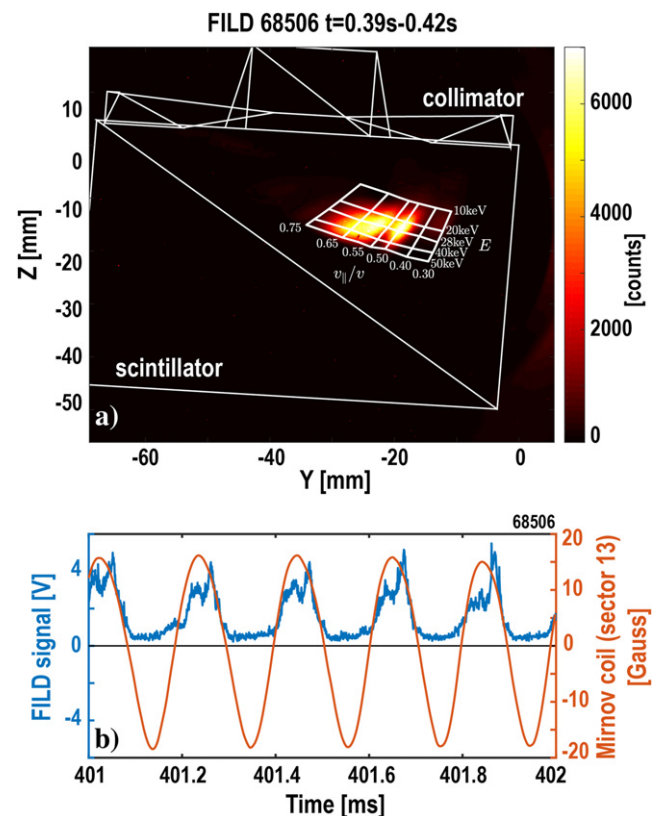 FILD 68506 t=0.39s-0.42s
collimator
scintillator
10
0
-10
-20
-30
-40
-50
Z [mm]
-60
-40
-20
0
Y [mm]
0.75
0.65
0.55
0.50
0.40
0.30
v∥/v
10keV
20keV
28keV
40keV
50keV
E
6000
4000
2000
0
[counts]
a)
68506
4
0
-4
FILD signal [V]
20
10
0
-10
-20
Mirnov coil (sector 13)
[Gauss]
b)
401
401.2
401.4
401.6
401.8
402
Time [ms]